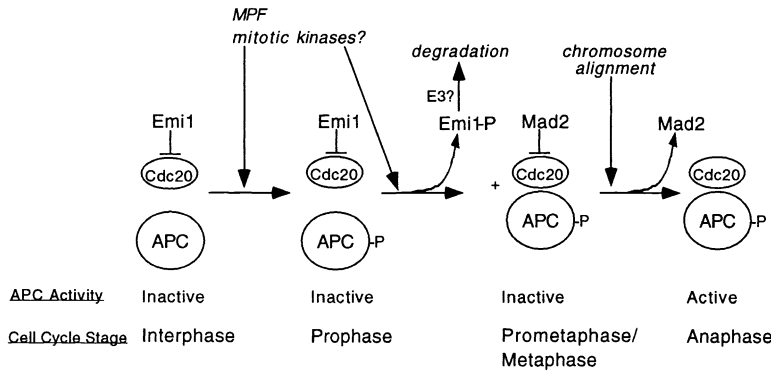 MPF
mitotic kinases?
degradation
chromosome
alignment
E3?
Emi1
Emi1
Emi1-P
Mad2
Mad2
Cdc20
Cdc20
Cdc20
Cdc20
+
APC
APC
-P
APC
-P
APC
-P
APC Activity Inactive Inactive Inactive Active
Cell Cycle Stage Interphase Prophase Prometaphase/ Anaphase
Metaphase